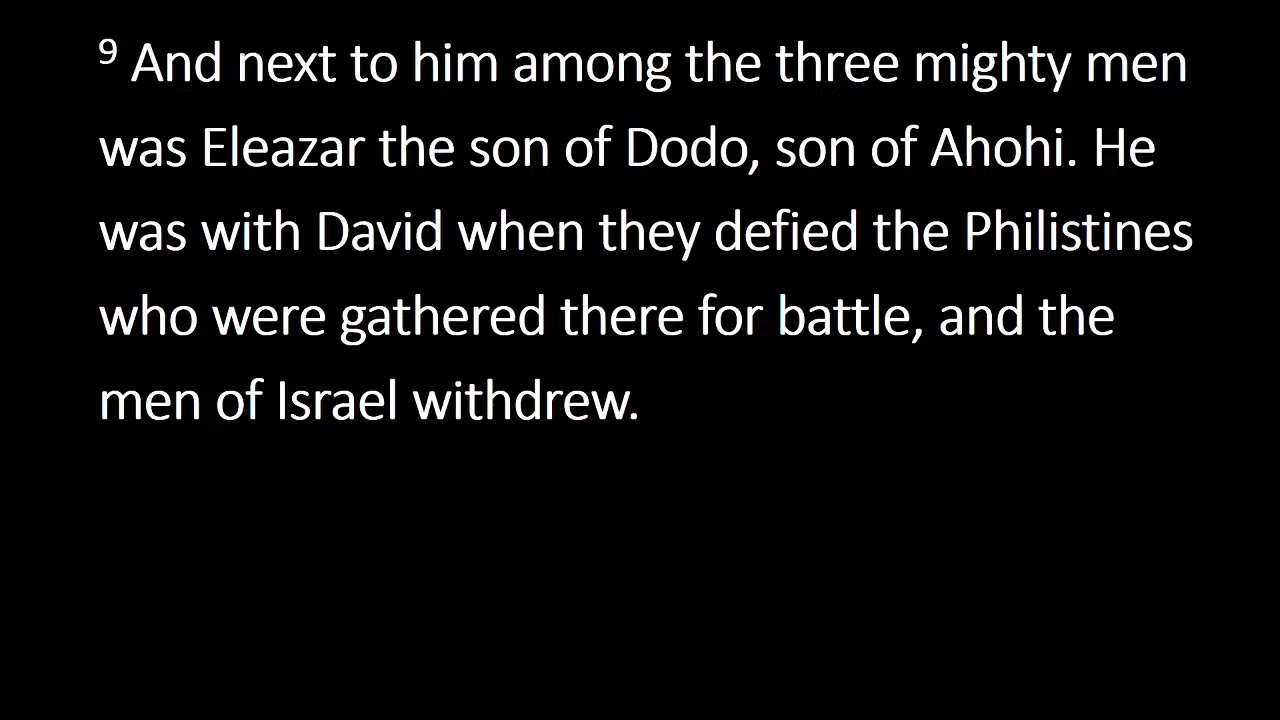 9 And next to him among the three mighty men
was Eleazar the son of Dodo, son of Ahohi. He
was with David when they defied the Philistines
who were gathered there for battle, and the
men of Israel withdrew.